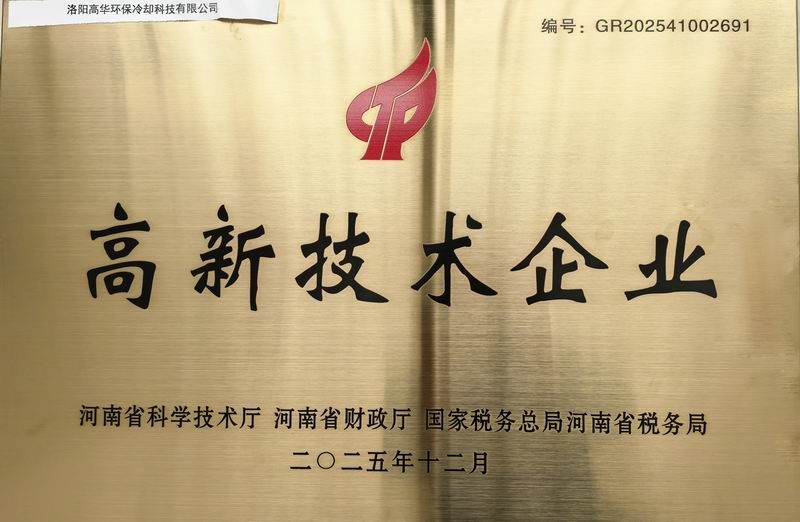 洛阳高华环保冷却科技有限公司
编号：GR202541002691
高新技术企业
河南省科学技术厅 河南省财政厅 国家税务总局河南省税务局
二〇二五年十二月